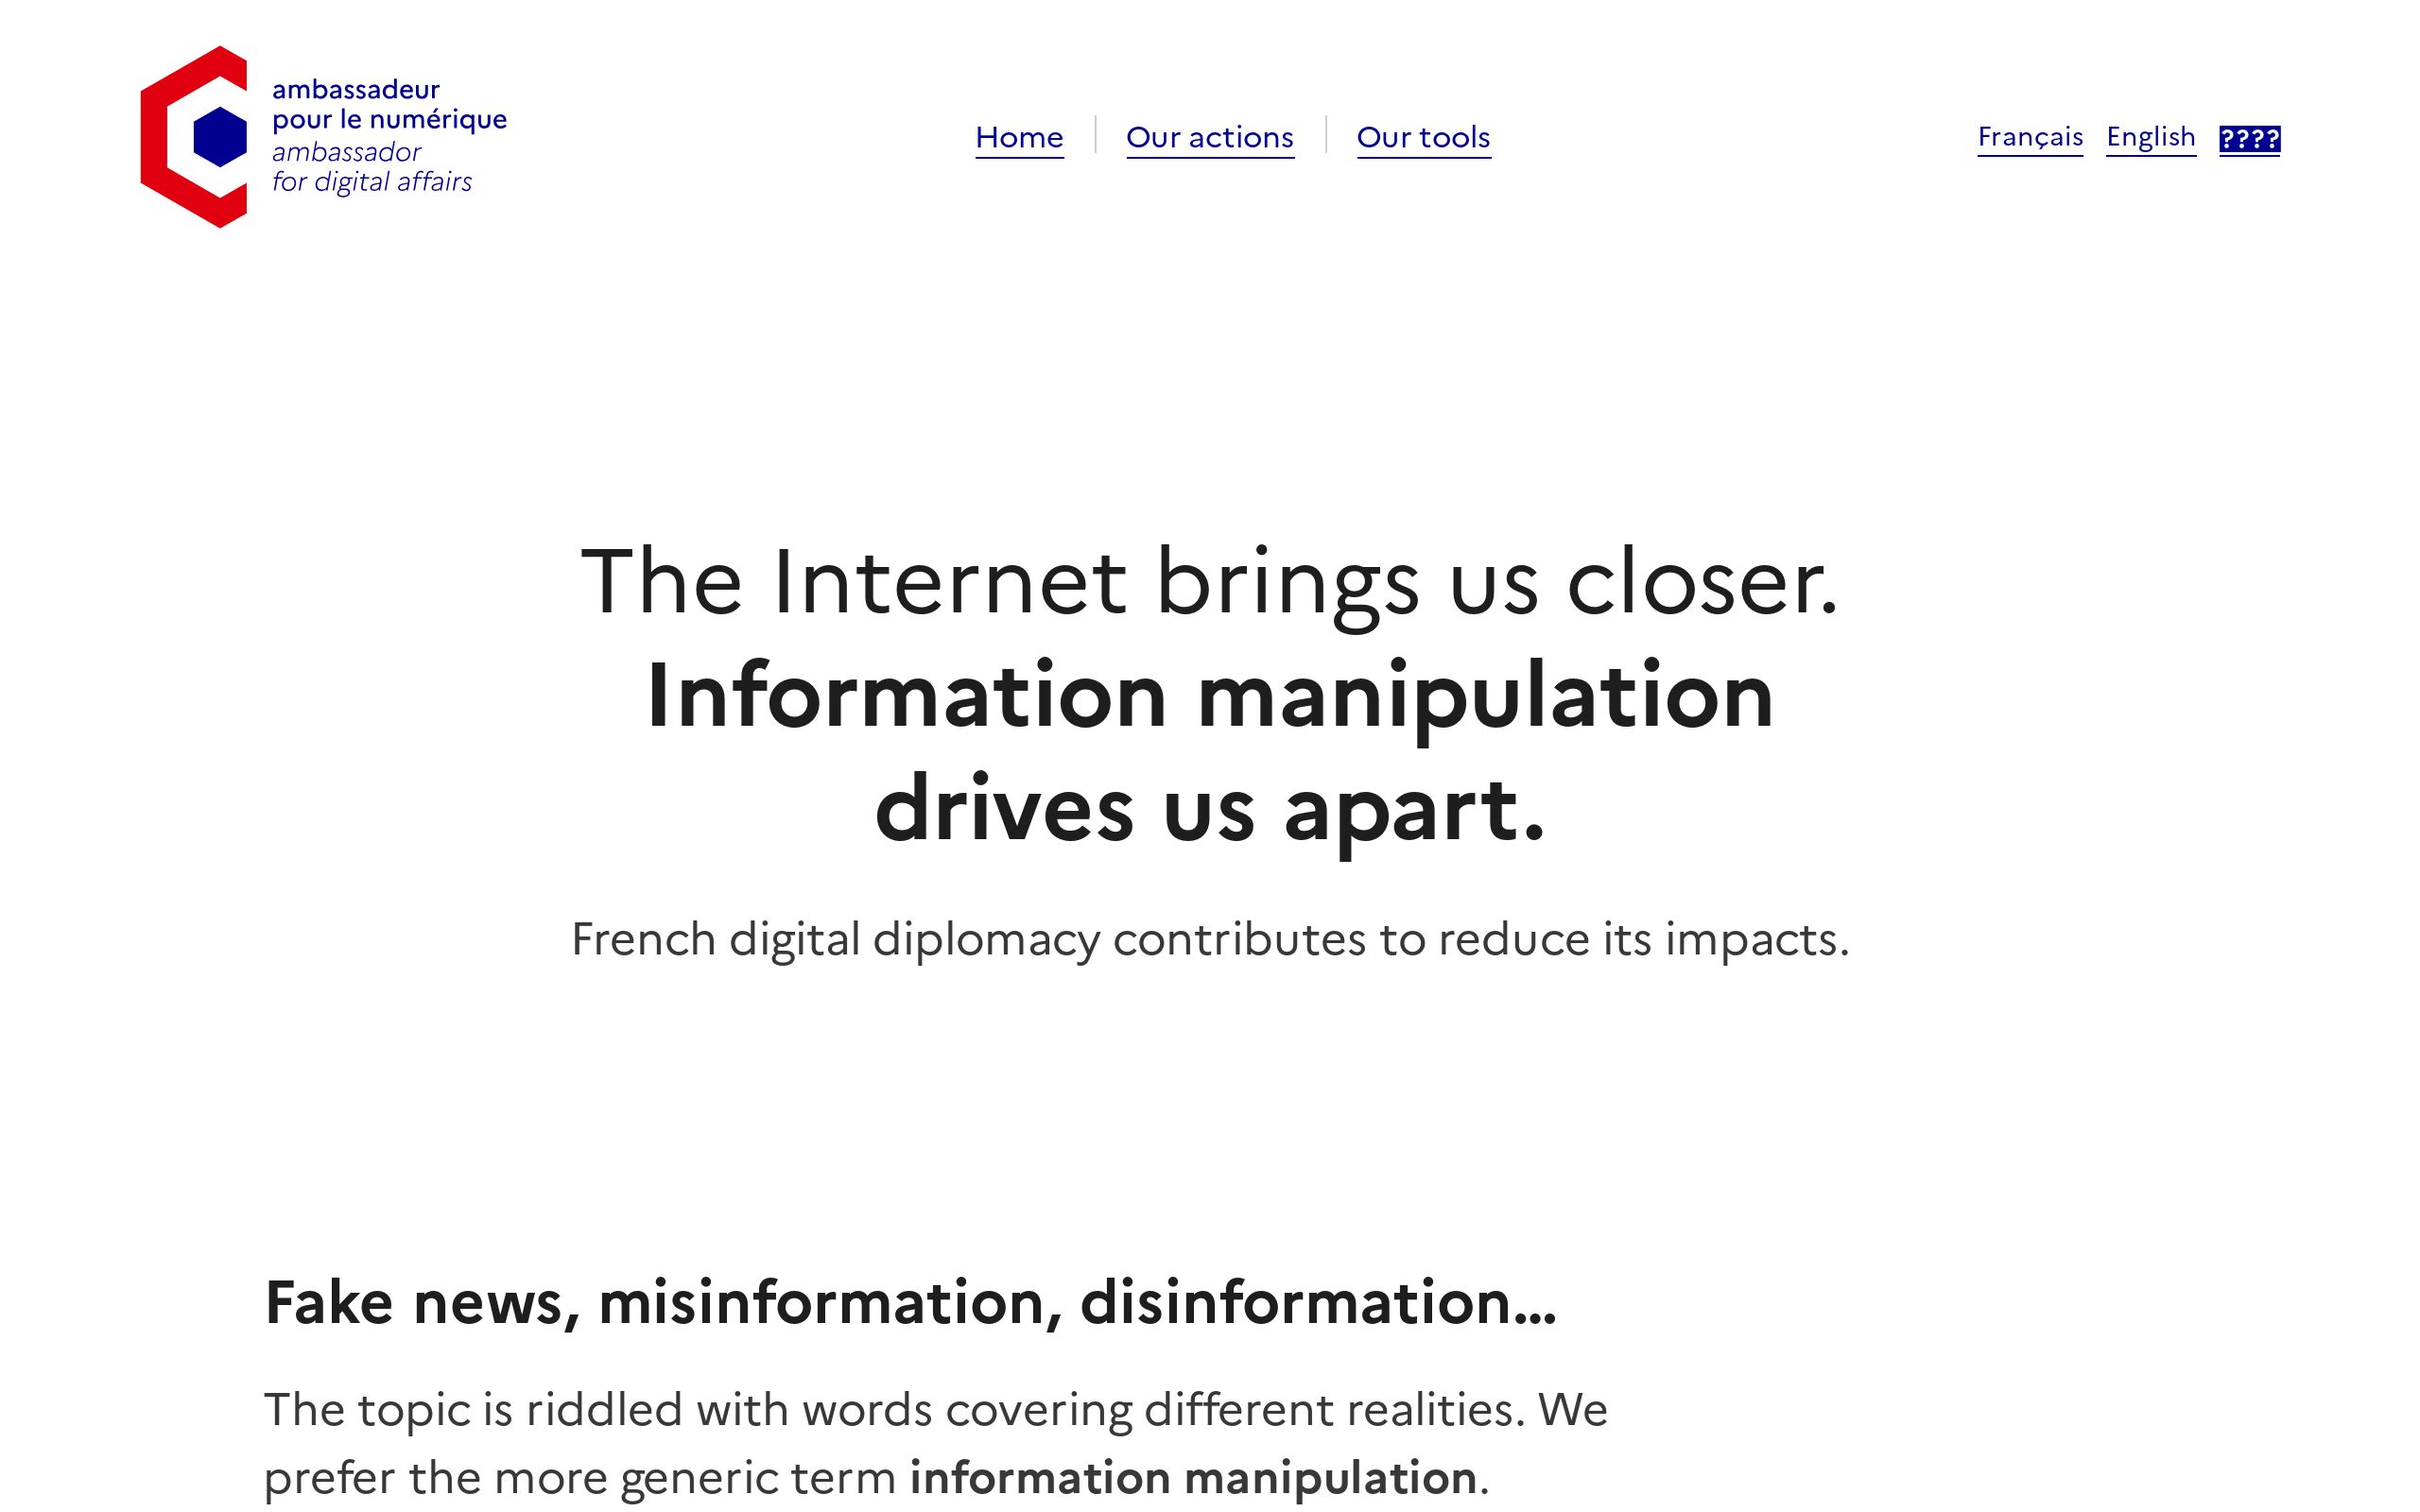 ambassadeur
pour le numérique
ambassador
for digital affairs
Home
Our actions
Our tools
Français
English
????
The Internet brings us closer.
Information manipulation
drives us apart.
French digital diplomacy contributes to reduce its impacts.
Fake news, misinformation, disinformation…
The topic is riddled with words covering different realities. We
prefer the more generic term information manipulation.